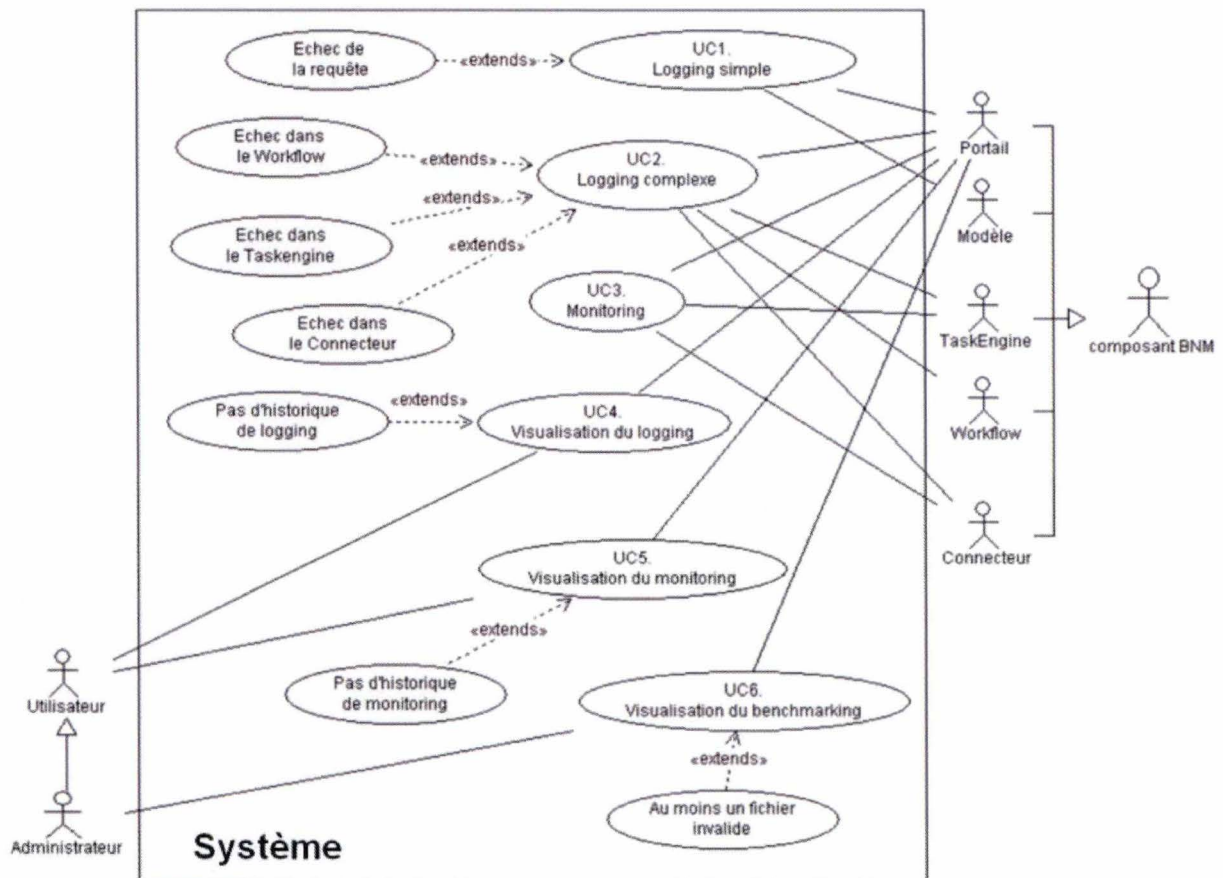 Echec de
la requête
«extends»
UC1.
Logging simple
Echec dans
le Workflow
«extends»
UC2.
Logging complexe
«extends»
Echec dans
le Taskengine
«extends»
Echec dans
le Connecteur
UC3.
Monitoring
Pas d'historique
de logging
«extends»
UC4.
Visualisation du logging
UC5.
Visualisation du monitoring
«extends»
Pas d'historique
de monitoring
UC6.
Visualisation du benchmarking
«extends»
Au moins un fichier
invalide
Système
Utilisateur
Administrateur
Portail
Modèle
TaskEngine
Workflow
Connecteur
composant BNM